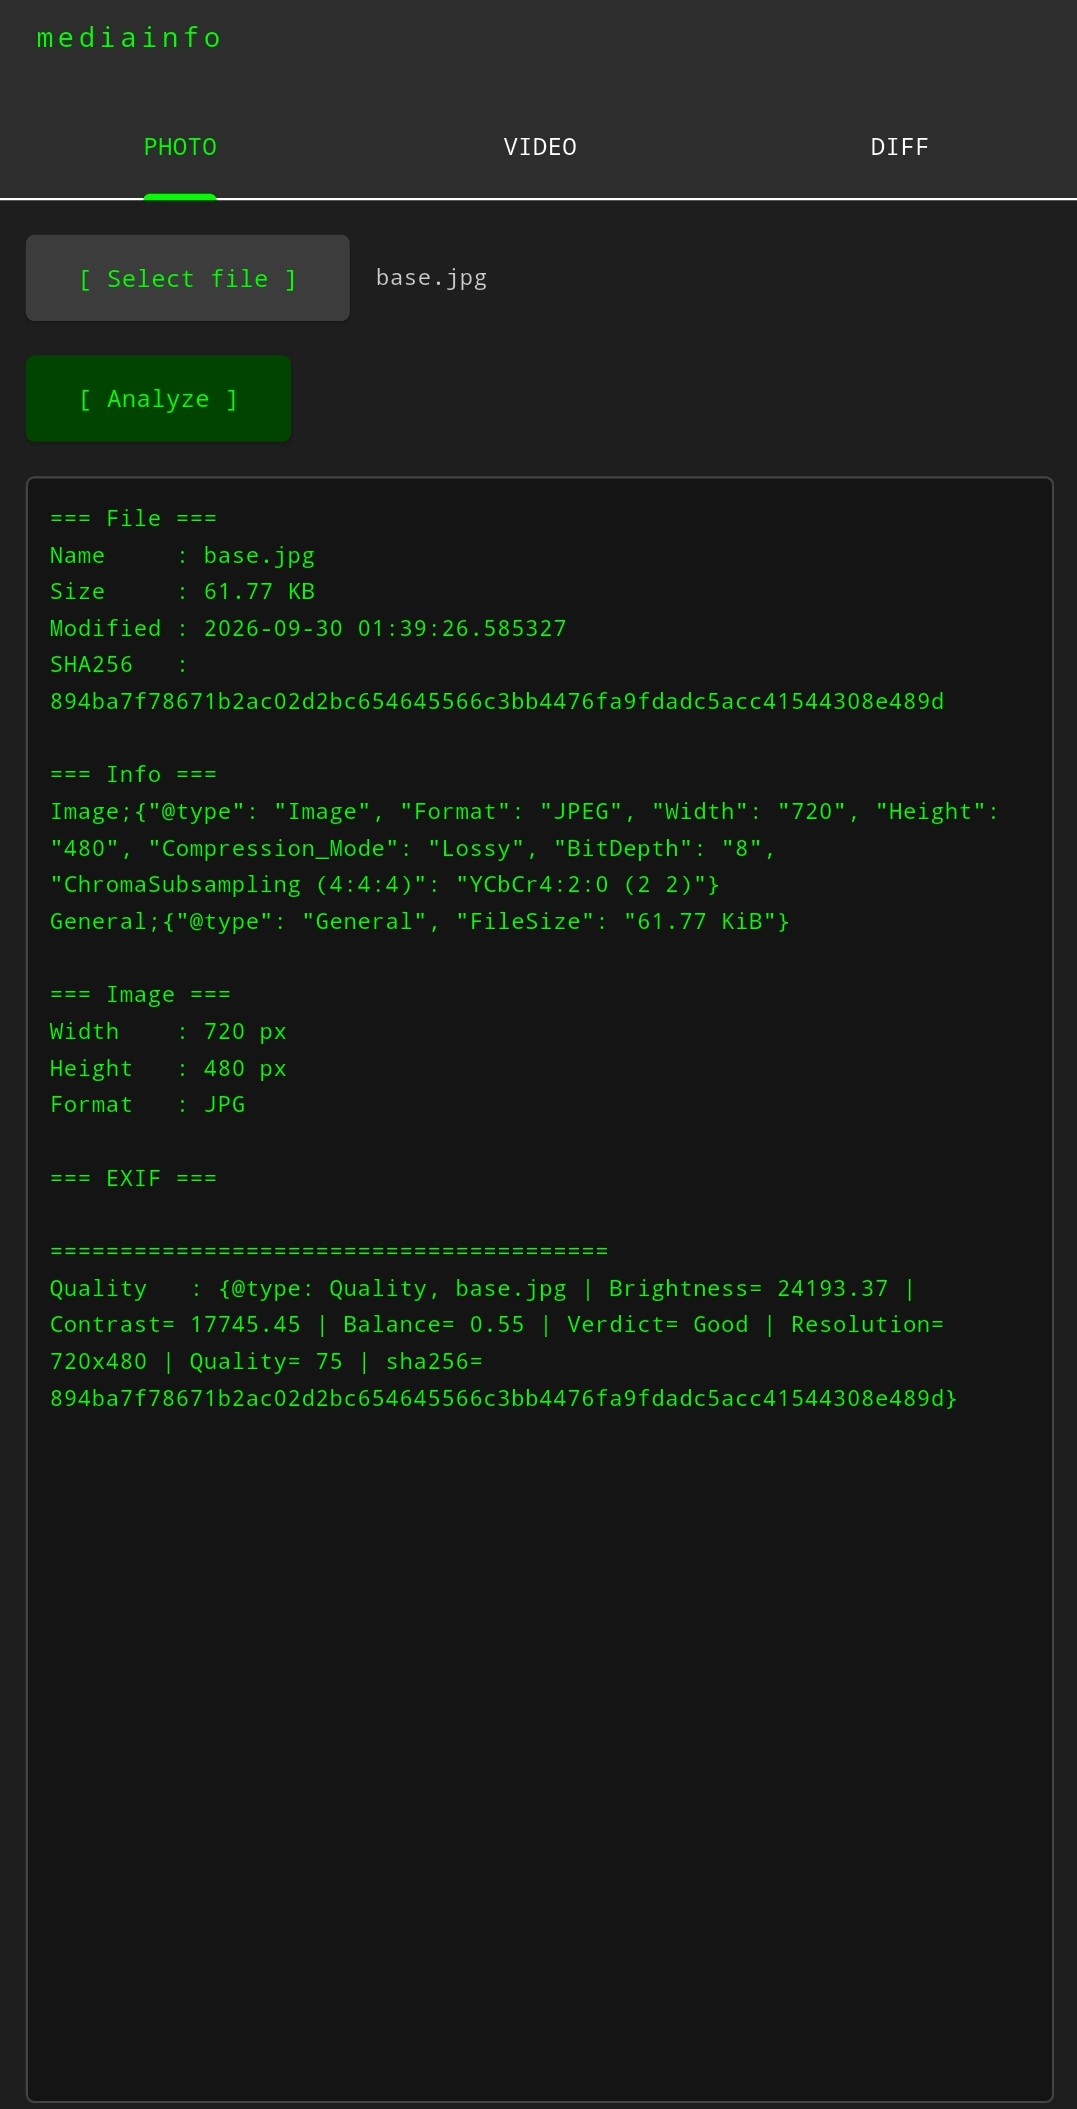 mediainfo
PHOTO VIDEO DIFF
[ Select file ] base.jpg
[ Analyze ]
=== File ===
Name     : base.jpg
Size     : 61.77 KB
Modified : 2026-09-30 01:39:26.585327
SHA256   :
894ba7f78671b2ac02d2bc654645566c3bb4476fa9fdadc5acc41544308e489d
=== Info ===
Image;{"@type": "Image", "Format": "JPEG", "Width": "720", "Height":
"480", "Compression_Mode": "Lossy", "BitDepth": "8",
"ChromaSubsampling (4:4:4)": "YCbCr4:2:0 (2 2)"}
General;{"@type": "General", "FileSize": "61.77 KiB"}
=== Image ===
Width    : 720 px
Height   : 480 px
Format   : JPG
=== EXIF ===
========================================
Quality   : {@type: Quality, base.jpg | Brightness= 24193.37 |
Contrast= 17745.45 | Balance= 0.55 | Verdict= Good | Resolution=
720x480 | Quality= 75 | sha256=
894ba7f78671b2ac02d2bc654645566c3bb4476fa9fdadc5acc41544308e489d}